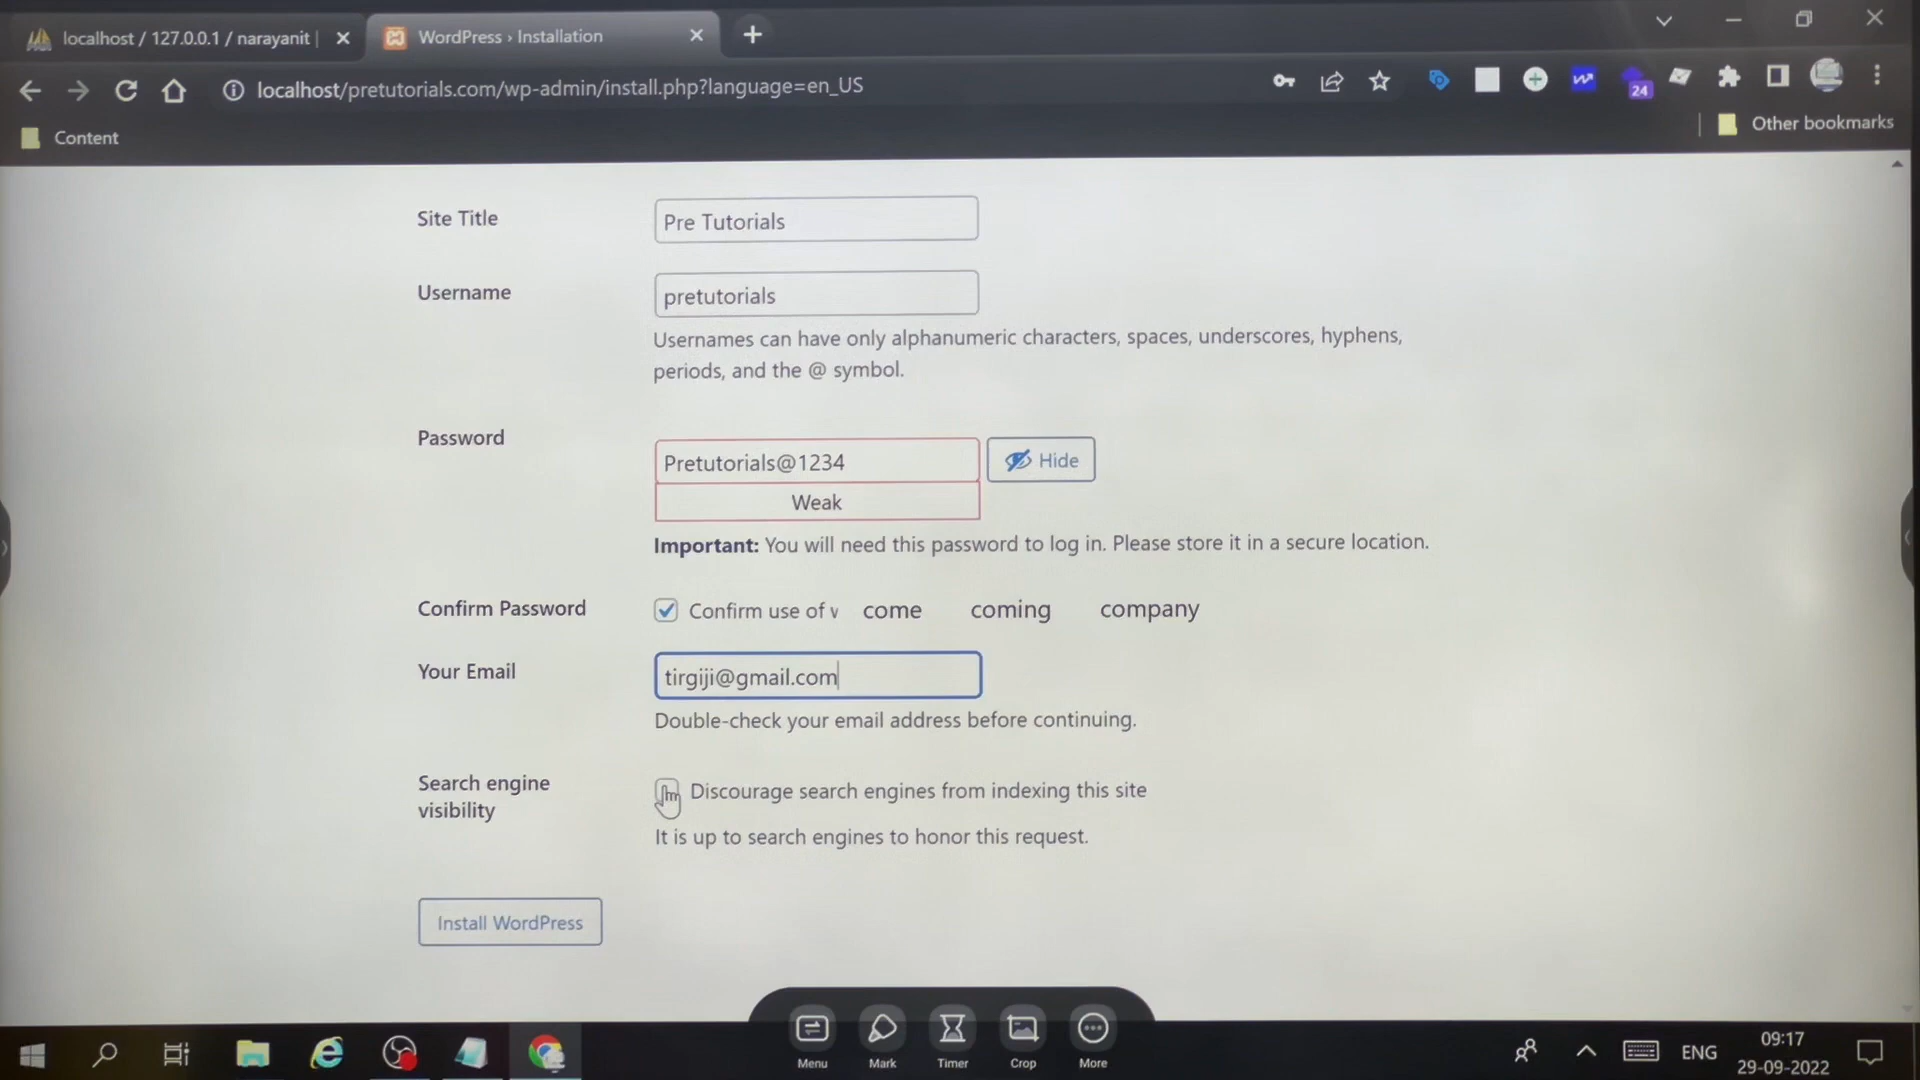 localhost / 127.0.0.1 / narayanit |
WordPress › Installation
localhost/pretutorials.com/wp-admin/install.php?language=en_US
24
Content
Other bookmarks
Site Title
Pre Tutorials
Username
pretutorials
Usernames can have only alphanumeric characters, spaces, underscores, hyphens,
periods, and the @ symbol.
Password
Pretutorials@1234
Hide
Weak
Important: You will need this password to log in. Please store it in a secure location.
Confirm Password
Confirm use of
come
coming
company
Your Email
tirgiji@gmail.com
Double-check your email address before continuing.
Search engine
visibility
Discourage search engines from indexing this site
It is up to search engines to honor this request.
Install WordPress
Menu
Mark
Timer
Crop
More
ENG
09:17
29-09-2022